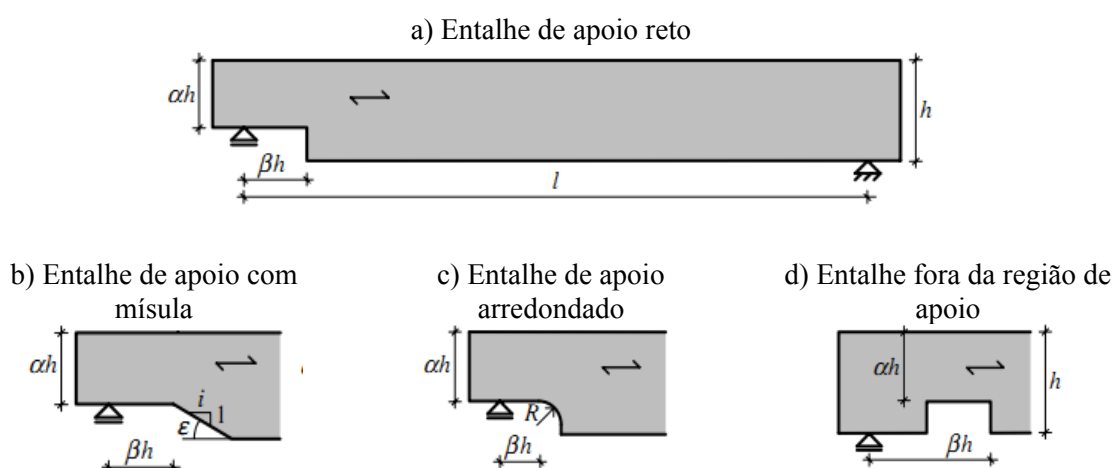 a) Entalhe de apoio reto
αh
h
βh
l
b) Entalhe de apoio com
mísula
c) Entalhe de apoio
arredondado
d) Entalhe fora da região de
apoio
αh
i
1
ε
βh
αh
R
βh
αh
h
βh